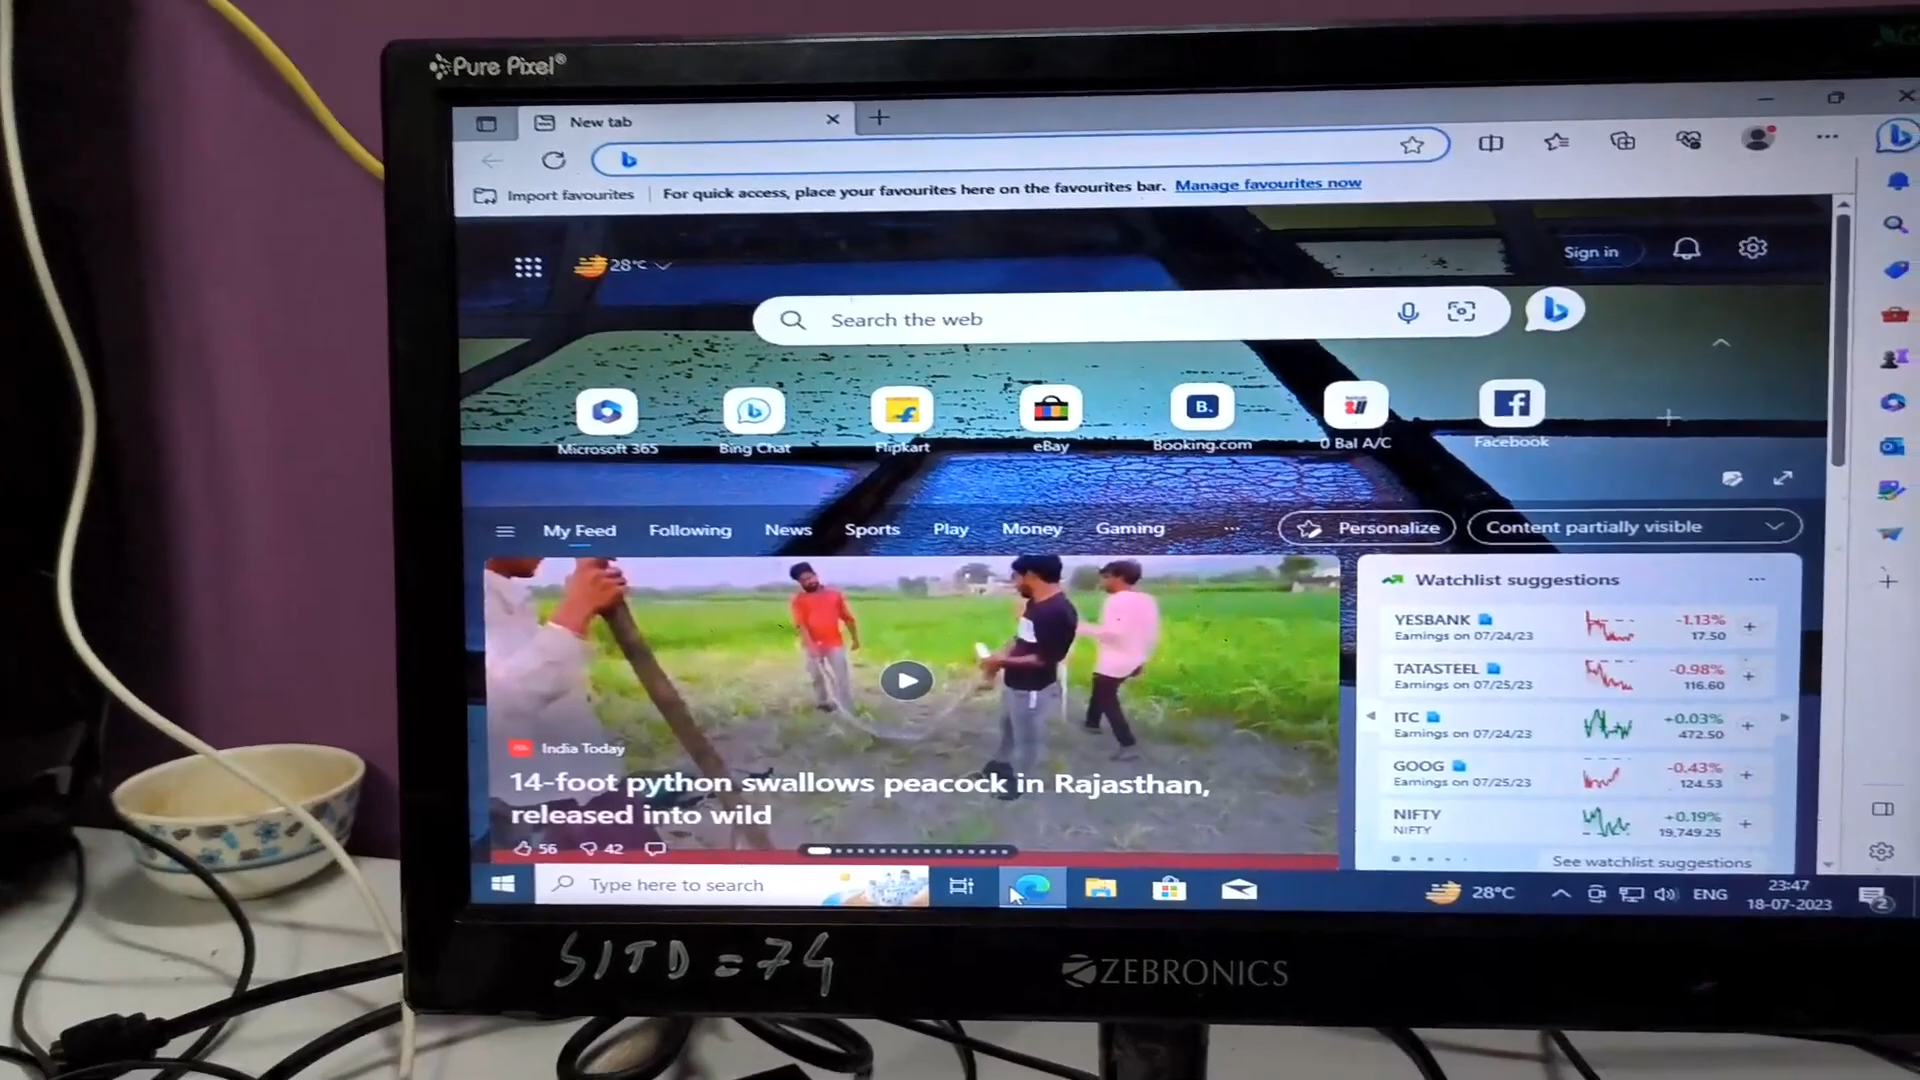 Pure Pixel®
New tab
Import favourites
For quick access, place your favourites here on the favourites bar. Manage favourites now
28°C
Sign in
Search the web
Microsoft 365
Bing Chat
Flipkart
eBay
Booking.com
0 Bal A/C
Facebook
My Feed Following News Sports Play Money Gaming
Personalize
Content partially visible
India Today
14-foot python swallows peacock in Rajasthan,
released into wild
56 42
Watchlist suggestions
YESBANK -1.13%
Earnings on 07/24/23 17.50
TATASTEEL -0.98%
Earnings on 07/25/23 116.60
ITC +0.03%
Earnings on 07/24/23 472.50
GOOG -0.43%
Earnings on 07/25/23 124.53
NIFTY +0.19%
NIFTY 19,749.25
See watchlist suggestions
Type here to search
28°C
ENG
23:47
18-07-2023
2
SITD = 74
ZEBRONICS